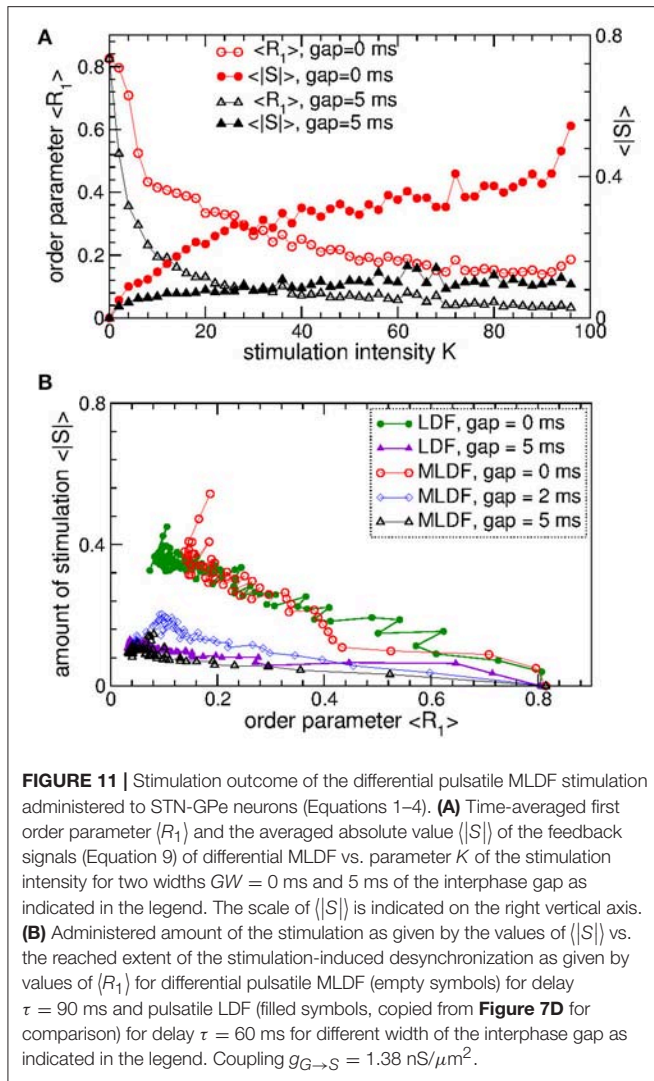 A
<R₁>, gap=0 ms
<|S|>, gap=0 ms
<R₁>, gap=5 ms
<|S|>, gap=5 ms
order parameter <R₁>
0.8
0.6
0.4
0.2
0
0.8
0.4
0
<|S|>
0 20 40 60 80 100
stimulation intensity K
B
LDF, gap = 0 ms
LDF, gap = 5 ms
MLDF, gap = 0 ms
MLDF, gap = 2 ms
MLDF, gap = 5 ms
amount of stimulation <|S|>
0.8
0.4
0
0 0.2 0.4 0.6 0.8
order parameter <R₁>
FIGURE 11 | Stimulation outcome of the differential pulsatile MLDF stimulation
administered to STN-GPe neurons (Equations 1–4). (A) Time-averaged first
order parameter ⟨R₁⟩ and the averaged absolute value ⟨|S|⟩ of the feedback
signals (Equation 9) of differential MLDF vs. parameter K of the stimulation
intensity for two widths GW = 0 ms and 5 ms of the interphase gap as
indicated in the legend. The scale of ⟨|S|⟩ is indicated on the right vertical axis.
(B) Administered amount of the stimulation as given by the values of ⟨|S|⟩ vs.
the reached extent of the stimulation-induced desynchronization as given by
values of ⟨R₁⟩ for differential pulsatile MLDF (empty symbols) for delay
τ = 90 ms and pulsatile LDF (filled symbols, copied from Figure 7D for
comparison) for delay τ = 60 ms for different width of the interphase gap as
indicated in the legend. Coupling g_{G→S} = 1.38 nS/μm².